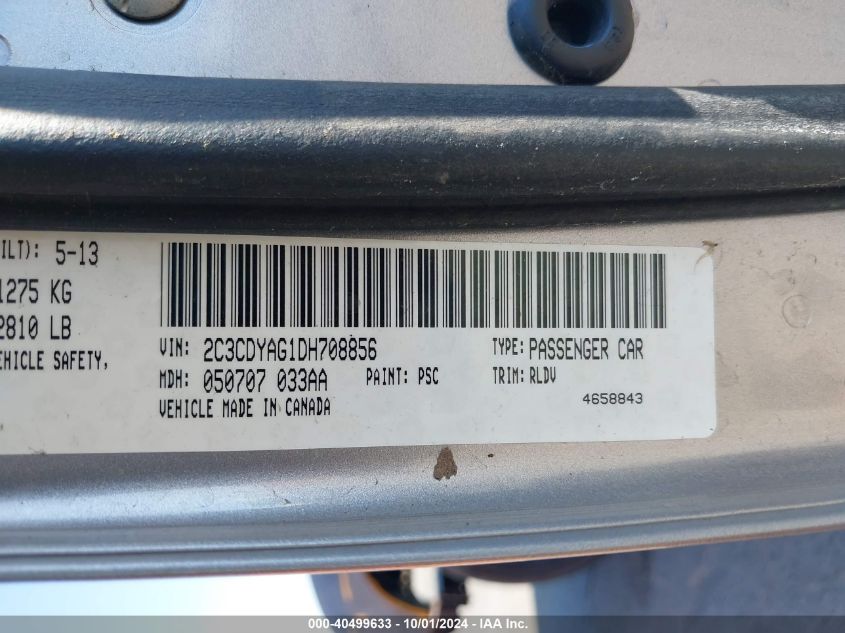 ILT): 5-13
1275 KG
2810 LB
EHICLE SAFETY,
VIN: 2C3CDYAG1DH708856
TYPE: PASSENGER CAR
MDH: 050707 033AA
PAINT: PSC
TRIM: RLDV
VEHICLE MADE IN CANADA
4658843
000-40499633 - 10/01/2024 - IAA Inc.